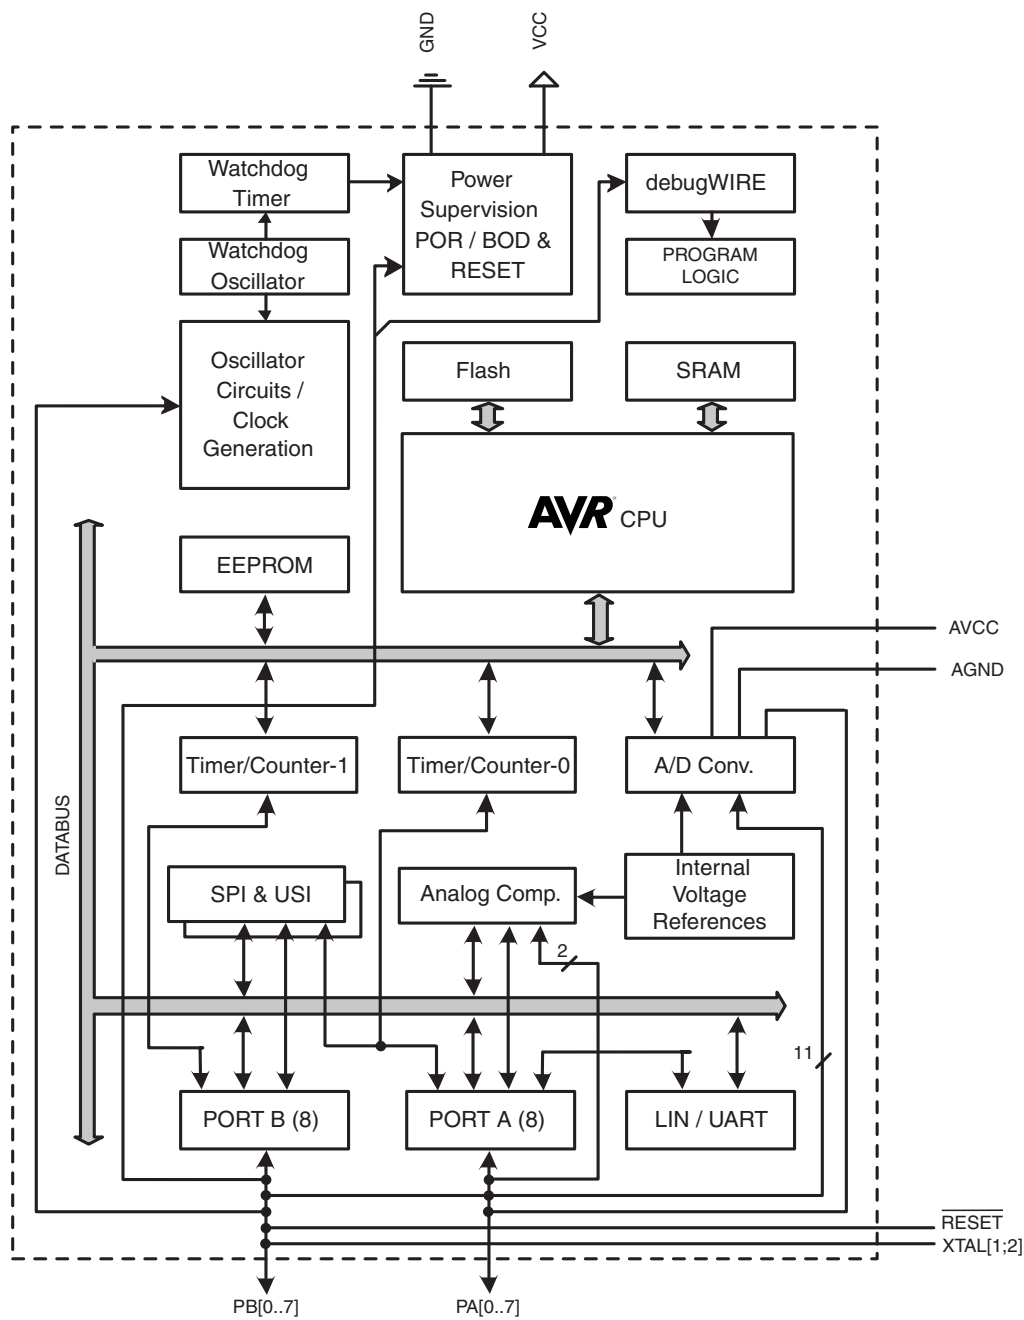 GND
VCC
Watchdog
Timer
Power
Supervision
POR / BOD &
RESET
debugWIRE
Watchdog
Oscillator
PROGRAM
LOGIC
Oscillator
Circuits /
Clock
Generation
Flash
SRAM
AVR® CPU
EEPROM
AVCC
AGND
Timer/Counter-1
Timer/Counter-0
A/D Conv.
DATABUS
SPI & USI
Analog Comp.
Internal
Voltage
References
2
11
PORT B (8)
PORT A (8)
LIN / UART
RESET
XTAL[1;2]
PB[0..7]
PA[0..7]